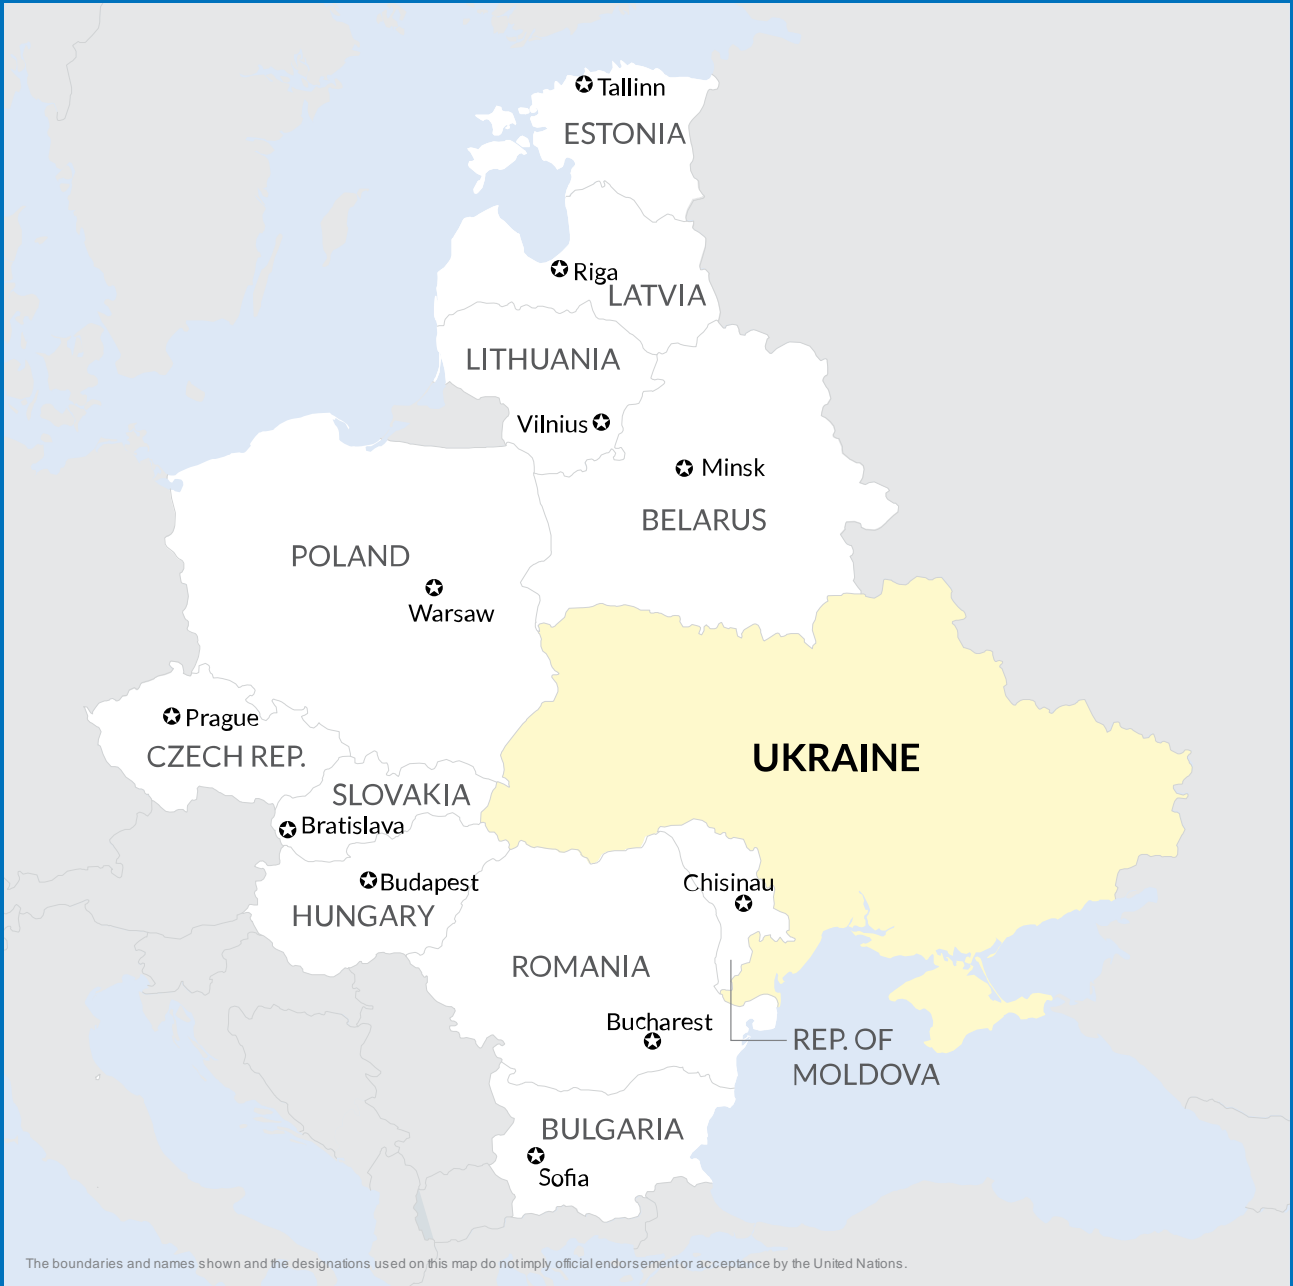 Tallinn
ESTONIA
Riga
LATVIA
LITHUANIA
Vilnius
Minsk
BELARUS
POLAND
Warsaw
Prague
CZECH REP.
UKRAINE
SLOVAKIA
Bratislava
Budapest
Chisinau
HUNGARY
ROMANIA
Bucharest
REP. OF
MOLDOVA
BULGARIA
Sofia
The boundaries and names shown and the designations used on this map do not imply official endorsement or acceptance by the United Nations.